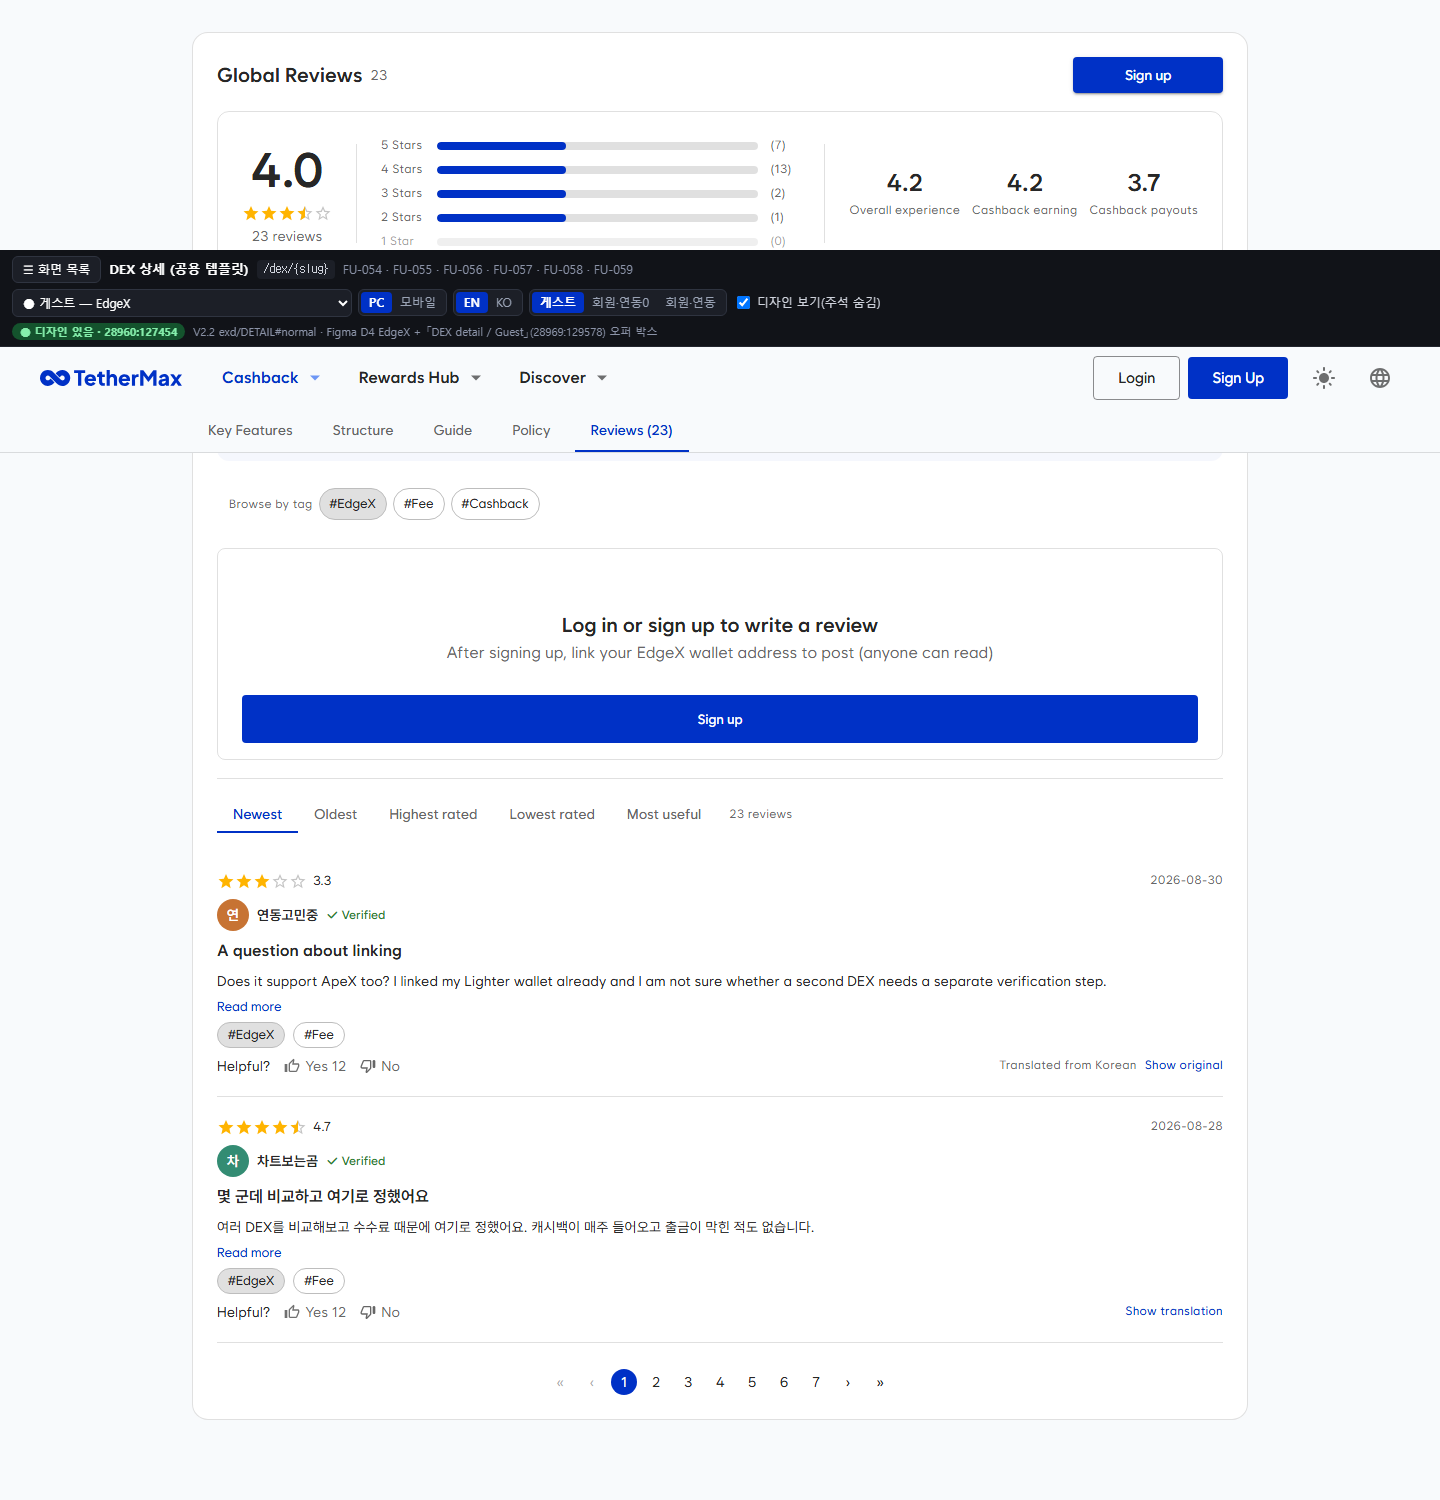 Global Reviews 23
Sign up
4.0
23 reviews
5 Stars (7)
4 Stars (13)
3 Stars (2)
2 Stars (1)
1 Star (0)
4.2
Overall experience
4.2
Cashback earning
3.7
Cashback payouts
☰ 화면 목록 DEX 상세 (공용 템플릿) /dex/{slug} FU-054 · FU-055 · FU-056 · FU-057 · FU-058 · FU-059
● 게스트 — EdgeX PC 모바일 EN KO 게스트 회원·연동0 회원·연동 디자인 보기(주석 숨김)
● 디자인 있음 · 28960:127454 V2.2 exd/DETAIL#normal · Figma D4 EdgeX + 「DEX detail / Guest」(28969:129578) 오퍼 박스
TetherMax Cashback Rewards Hub Discover Login Sign Up
Key Features Structure Guide Policy Reviews (23)
Browse by tag #EdgeX #Fee #Cashback
Log in or sign up to write a review
After signing up, link your EdgeX wallet address to post (anyone can read)
Sign up
Newest Oldest Highest rated Lowest rated Most useful 23 reviews
3.3 2026-08-30
연 연동고민중 Verified
A question about linking
Does it support ApeX too? I linked my Lighter wallet already and I am not sure whether a second DEX needs a separate verification step.
Read more
#EdgeX #Fee
Helpful? Yes 12 No Translated from Korean Show original
4.7 2026-08-28
차 차트보는곰 Verified
몇 군데 비교하고 여기로 정했어요
여러 DEX를 비교해보고 수수료 때문에 여기로 정했어요. 캐시백이 매주 들어오고 출금이 막힌 적도 없습니다.
Read more
#EdgeX #Fee
Helpful? Yes 12 No Show translation
« ‹ 1 2 3 4 5 6 7 › »